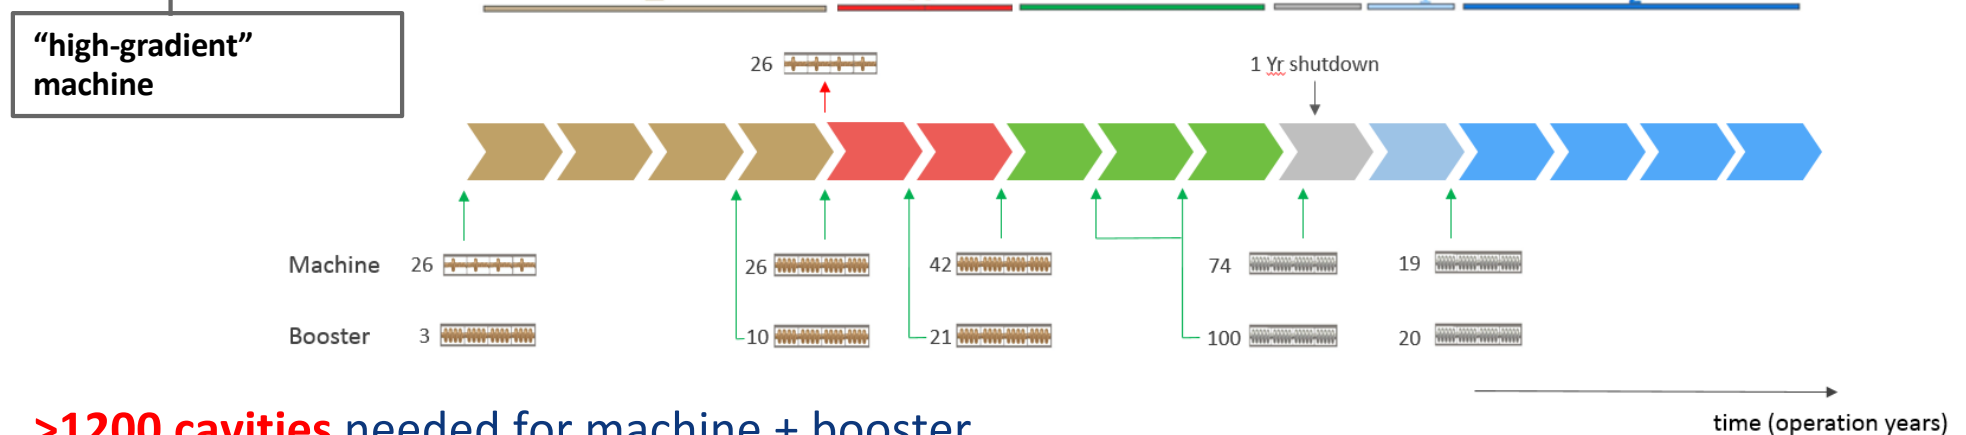 “high-gradient”
machine
26
1 Yr shutdown
Machine 26 26 42 74 19
Booster 3 10 21 100 20
>1200 cavities needed for machine + booster
time (operation years)